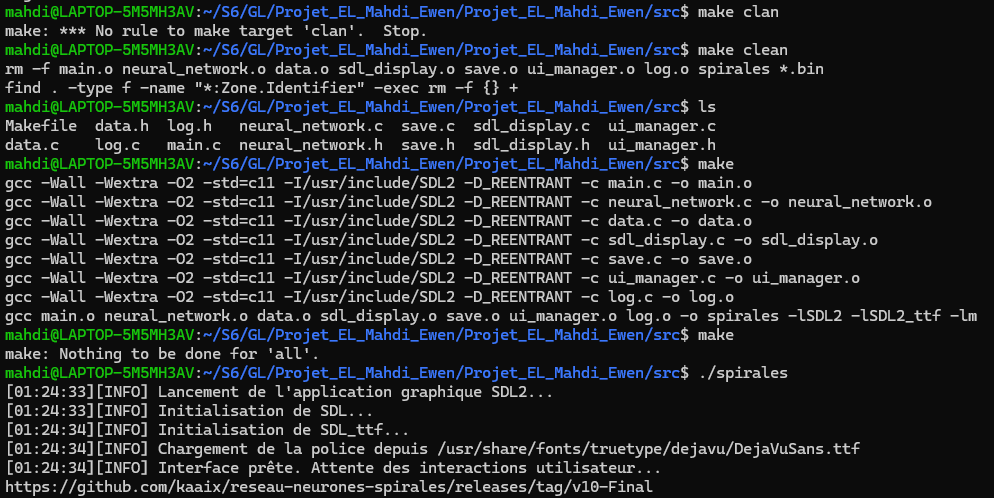 mahdi@LAPTOP-5M5MH3AV:~/S6/GL/Projet_EL_Mahdi_Ewen/Projet_EL_Mahdi_Ewen/src$ make clan
make: *** No rule to make target 'clan'.  Stop.
mahdi@LAPTOP-5M5MH3AV:~/S6/GL/Projet_EL_Mahdi_Ewen/Projet_EL_Mahdi_Ewen/src$ make clean
rm -f main.o neural_network.o data.o sdl_display.o save.o ui_manager.o log.o spirales *.bin
find . -type f -name "*:Zone.Identifier" -exec rm -f {} +
mahdi@LAPTOP-5M5MH3AV:~/S6/GL/Projet_EL_Mahdi_Ewen/Projet_EL_Mahdi_Ewen/src$ ls
Makefile  data.h  log.h   neural_network.c  save.c  sdl_display.c  ui_manager.c
data.c    log.c   main.c  neural_network.h  save.h  sdl_display.h  ui_manager.h
mahdi@LAPTOP-5M5MH3AV:~/S6/GL/Projet_EL_Mahdi_Ewen/Projet_EL_Mahdi_Ewen/src$ make
gcc -Wall -Wextra -O2 -std=c11 -I/usr/include/SDL2 -D_REENTRANT -c main.c -o main.o
gcc -Wall -Wextra -O2 -std=c11 -I/usr/include/SDL2 -D_REENTRANT -c neural_network.c -o neural_network.o
gcc -Wall -Wextra -O2 -std=c11 -I/usr/include/SDL2 -D_REENTRANT -c data.c -o data.o
gcc -Wall -Wextra -O2 -std=c11 -I/usr/include/SDL2 -D_REENTRANT -c sdl_display.c -o sdl_display.o
gcc -Wall -Wextra -O2 -std=c11 -I/usr/include/SDL2 -D_REENTRANT -c save.c -o save.o
gcc -Wall -Wextra -O2 -std=c11 -I/usr/include/SDL2 -D_REENTRANT -c ui_manager.c -o ui_manager.o
gcc -Wall -Wextra -O2 -std=c11 -I/usr/include/SDL2 -D_REENTRANT -c log.c -o log.o
gcc main.o neural_network.o data.o sdl_display.o save.o ui_manager.o log.o -o spirales -lSDL2 -lSDL2_ttf -lm
mahdi@LAPTOP-5M5MH3AV:~/S6/GL/Projet_EL_Mahdi_Ewen/Projet_EL_Mahdi_Ewen/src$ make
make: Nothing to be done for 'all'.
mahdi@LAPTOP-5M5MH3AV:~/S6/GL/Projet_EL_Mahdi_Ewen/Projet_EL_Mahdi_Ewen/src$ ./spirales
[01:24:33][INFO] Lancement de l'application graphique SDL2...
[01:24:33][INFO] Initialisation de SDL...
[01:24:34][INFO] Initialisation de SDL_ttf...
[01:24:34][INFO] Chargement de la police depuis /usr/share/fonts/truetype/dejavu/DejaVuSans.ttf
[01:24:34][INFO] Interface prête. Attente des interactions utilisateur...
https://github.com/kaaix/reseau-neurones-spirales/releases/tag/v10-Final